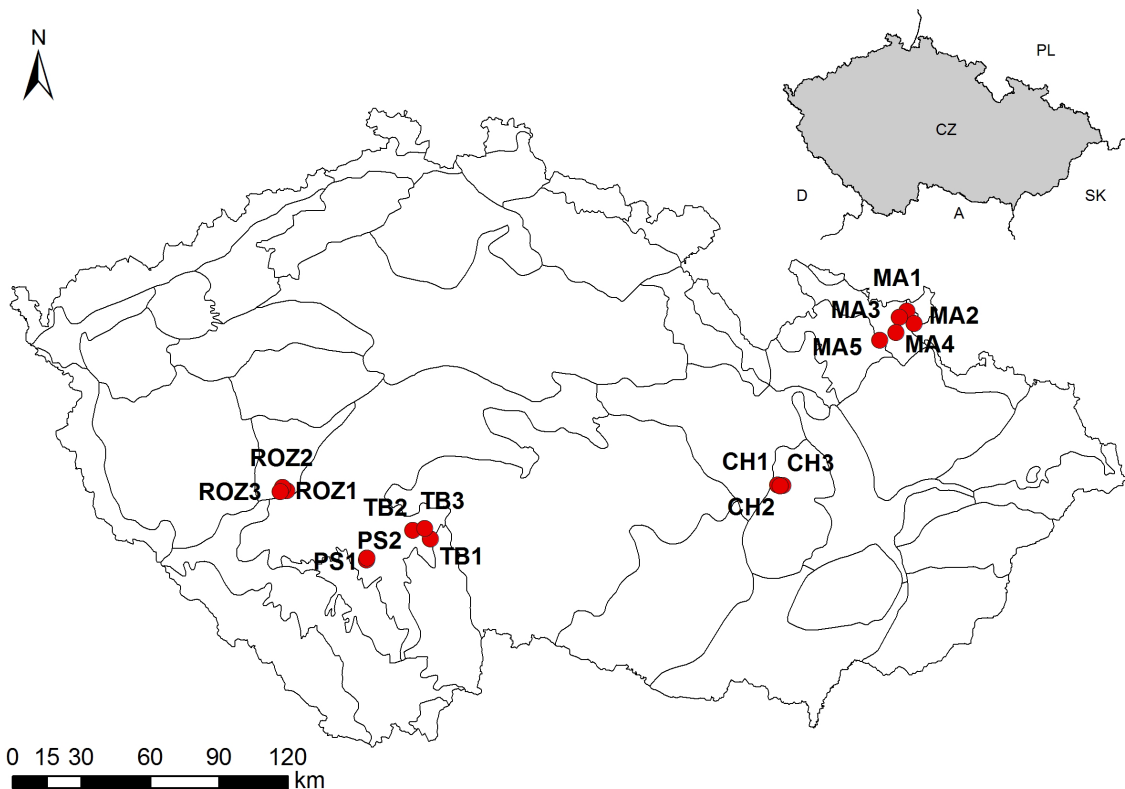 N
PL
CZ
D
A
SK
MA1
MA3
MA2
MA5
MA4
ROZ2
ROZ3
ROZ1
CH1
CH3
CH2
TB2
TB3
PS2
TB1
PS1
0 15 30 60 90 120
km